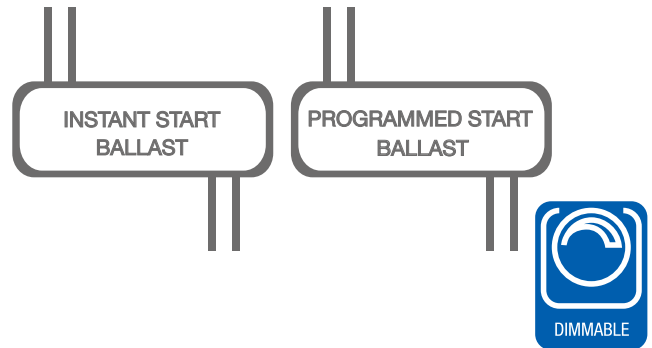 INSTANT START
BALLAST
PROGRAMMED START
BALLAST
DIMMABLE